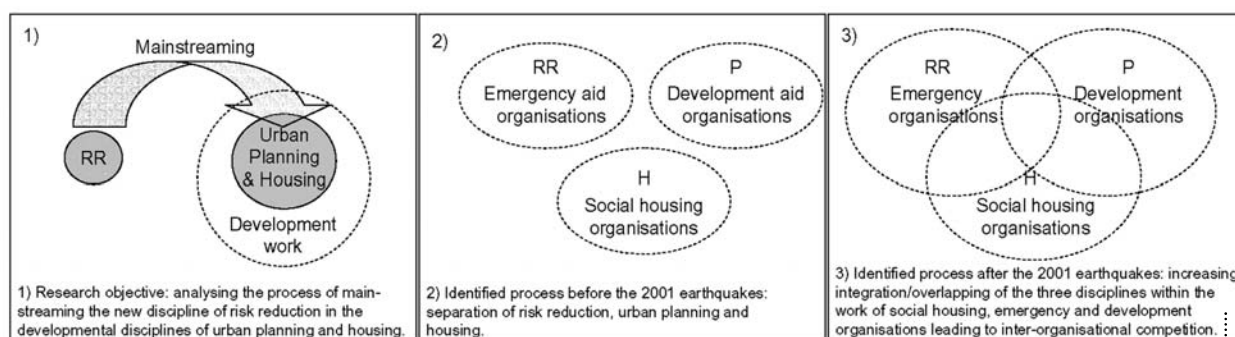 1)
Mainstreaming
RR
Urban
Planning
& Housing
Development
work
1) Research objective: analysing the process of main-
streaming the new discipline of risk reduction in the
developmental disciplines of urban planning and housing.
2)
RR
Emergency aid
organisations
P
Development aid
organisations
H
Social housing
organisations
2) Identified process before the 2001 earthquakes:
separation of risk reduction, urban planning and
housing.
3)
RR
Emergency
organisations
P
Development
organisations
H
Social housing
organisations
3) Identified process after the 2001 earthquakes: increasing
integration/overlapping of the three disciplines within the
work of social housing, emergency and development
organisations leading to inter-organisational competition.